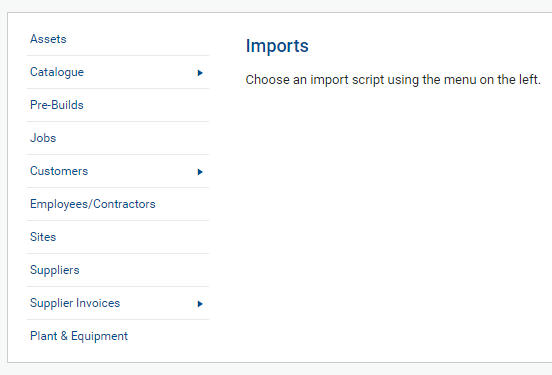 Assets
Catalogue
Pre-Builds
Jobs
Customers
Employees/Contractors
Sites
Suppliers
Supplier Invoices
Plant & Equipment
Imports
Choose an import script using the menu on the left.